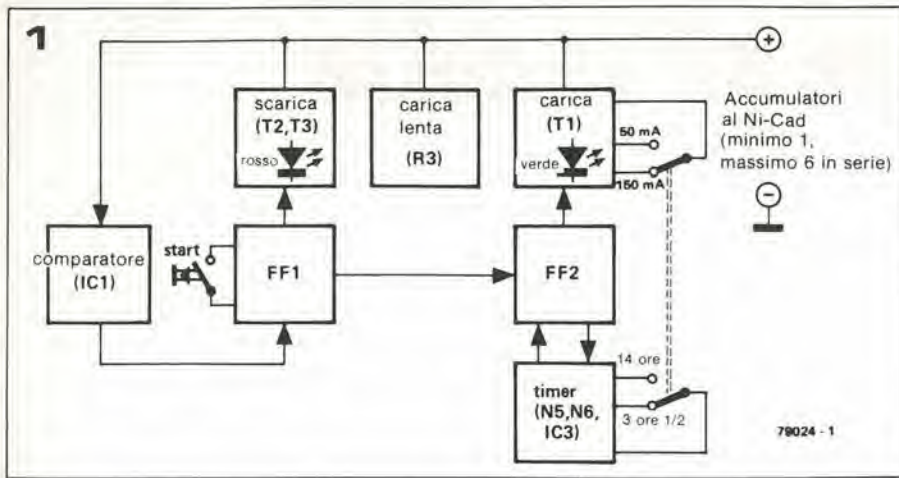 1
+
scarica
(T2,T3)
rosso
carica
lenta
(R3)
carica
(T1)
verde
50 mA
150 mA
Accumulatori
al Ni-Cad
(minimo 1,
massimo 6 in serie)
−
comparatore
(IC1)
start
FF1
FF2
timer
(N5,N6,
IC3)
14 ore
3 ore 1/2
79024 - 1